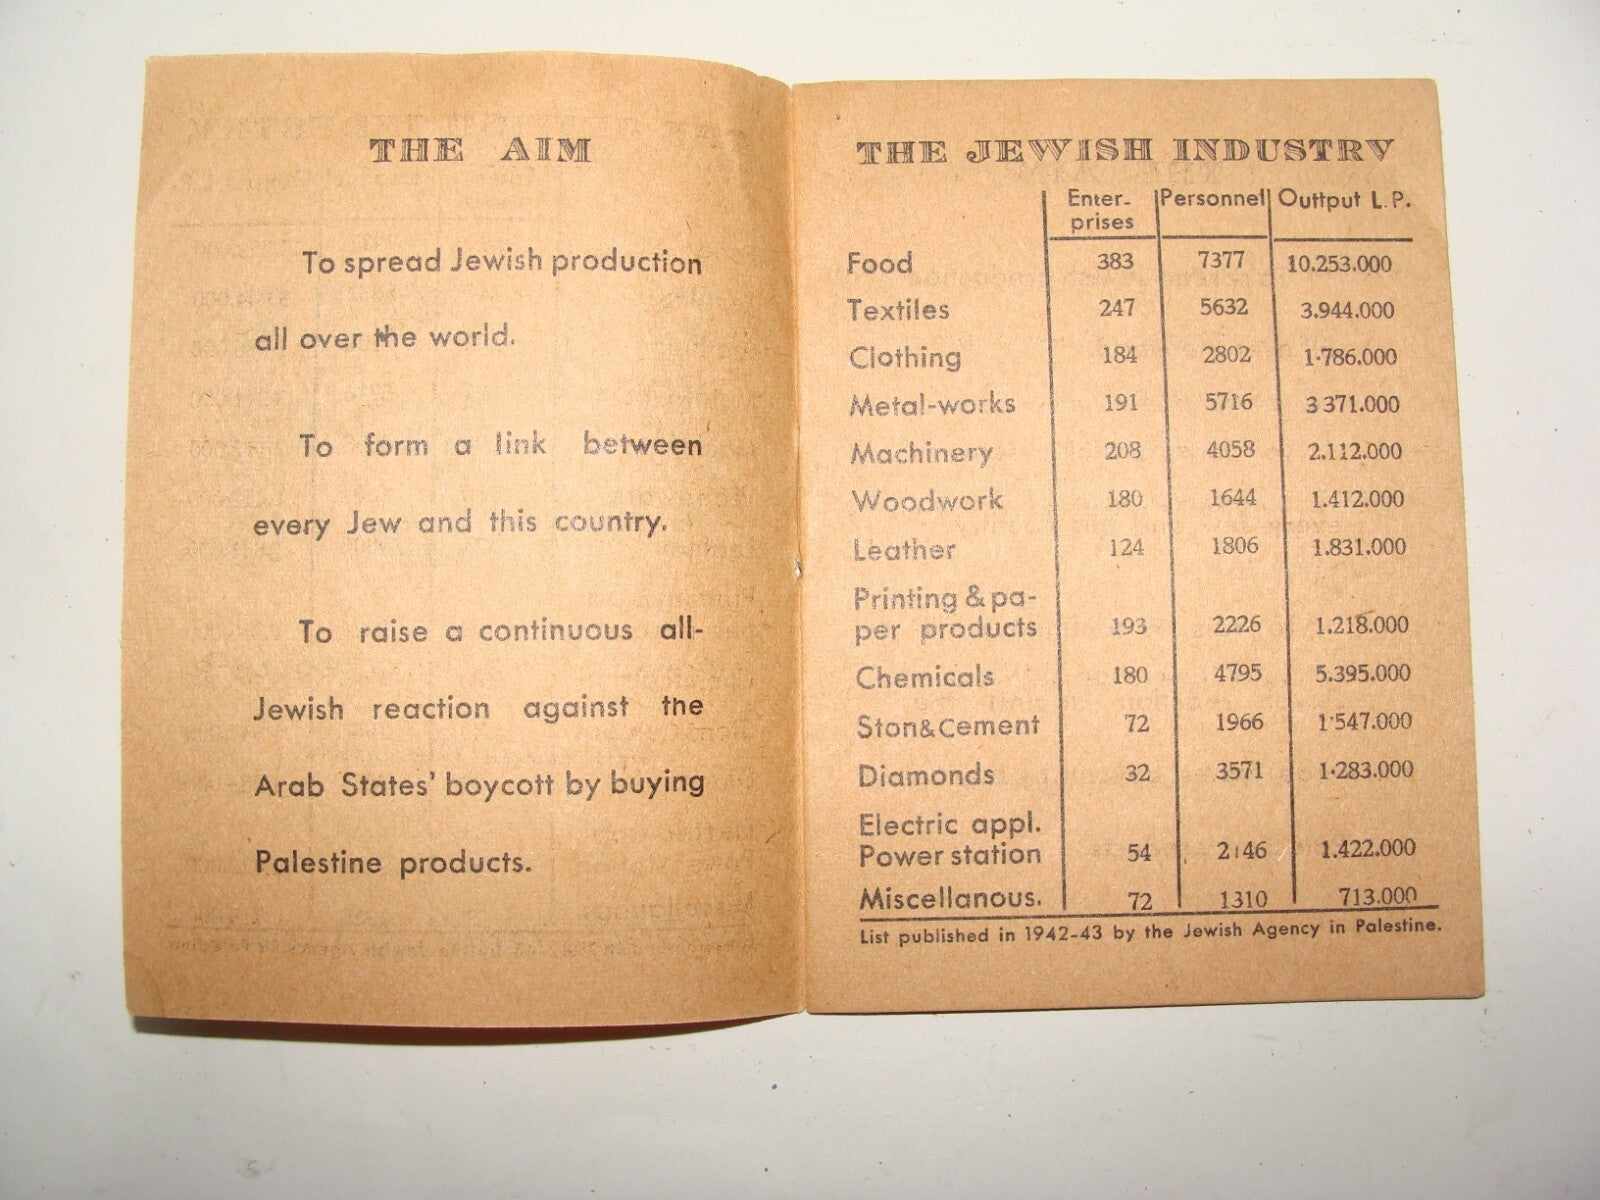 THE AIM
To spread Jewish production
all over the world.
To form a link between
every Jew and this country.
To raise a continuous all-
Jewish reaction against the
Arab States' boycott by buying
Palestine products.
THE JEWISH INDUSTRY
Enter- Personnel Outtput L.P.
prises
Food 383 7377 10.253.000
Textiles 247 5632 3.944.000
Clothing 184 2802 1·786.000
Metal-works 191 5716 3 371.000
Machinery 208 4058 2.112.000
Woodwork 180 1644 1.412.000
Leather 124 1806 1.831.000
Printing & pa-
per products 193 2226 1.218.000
Chemicals 180 4795 5.395.000
Ston&Cement 72 1966 1·547.000
Diamonds 32 3571 1·283.000
Electric appl.
Power station 54 2146 1.422.000
Miscellanous. 72 1310 713.000
List published in 1942-43 by the Jewish Agency in Palestine.